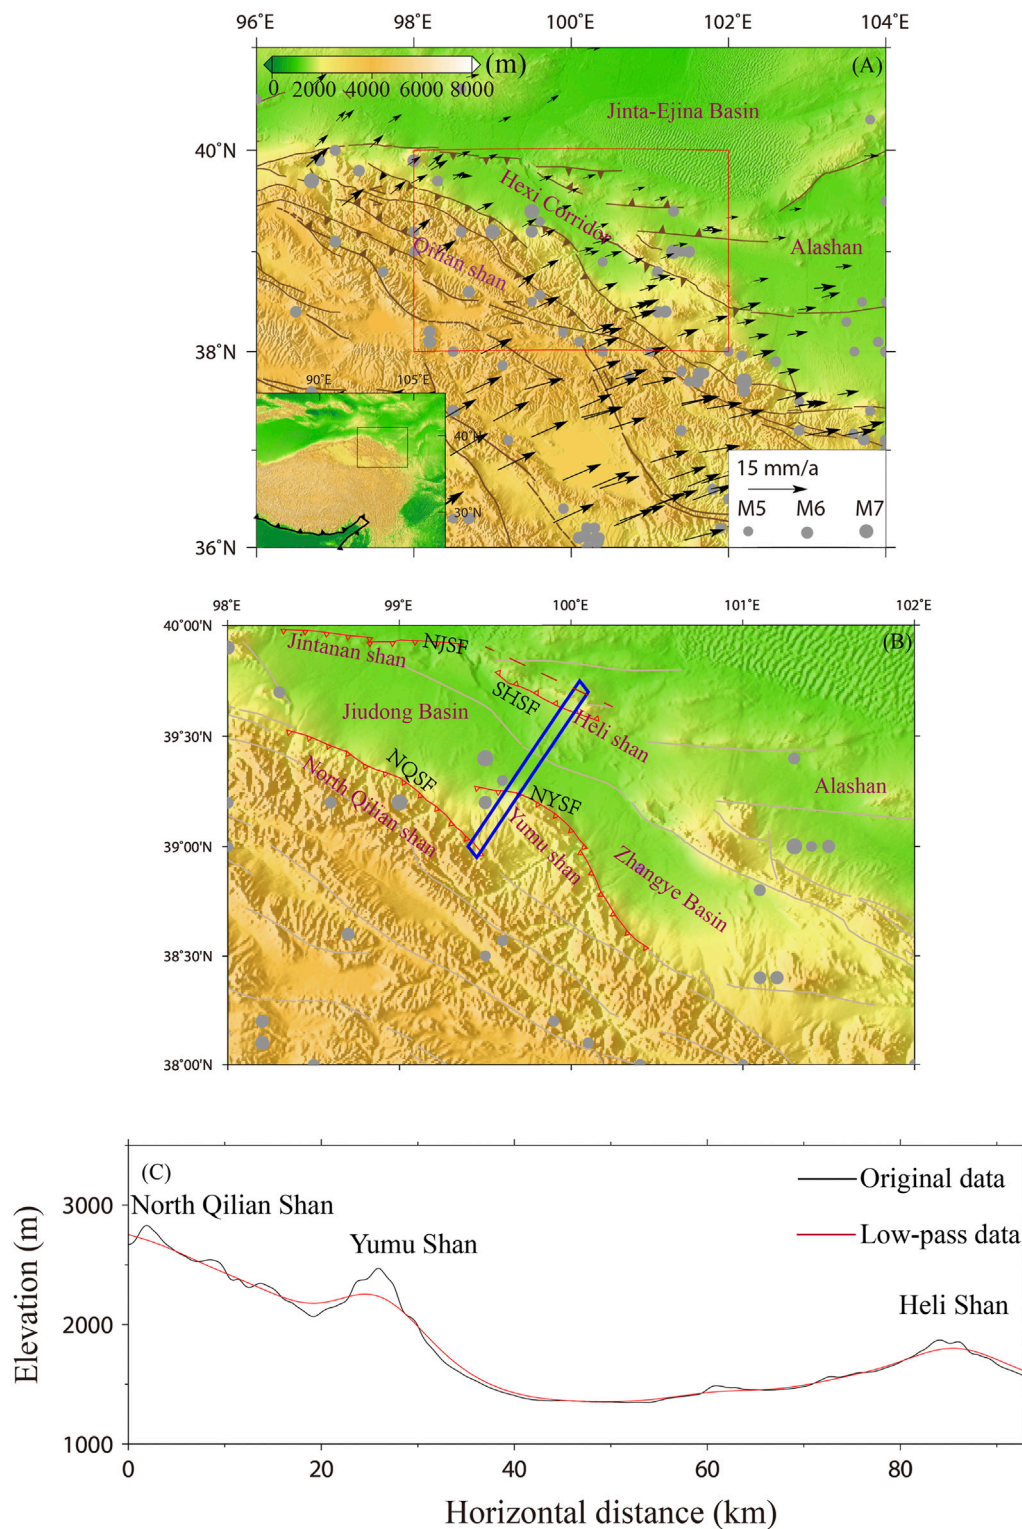 96˚E 98˚E 100˚E 102˚E 104˚E
(m)
(A)
0 2000 4000 6000 8000
Jinta-Ejina Basin
40˚N
Hexi Corridor
Qilian shan
Alashan
38˚N
90˚E 105˚E
40˚N
30˚N
15 mm/a
M5 M6 M7
36˚N
98˚E 99˚E 100˚E 101˚E 102˚E
40˚00'N
(B)
Jintanan shan
NJSF
SHSF
Jiudong Basin
Heli shan
39˚30'N
NQSF
North Qilian shan
NYSF
Alashan
Yumu shan
39˚00'N
Zhangye Basin
38˚30'N
38˚00'N
(C)
Original data
North Qilian Shan
3000
Low-pass data
Yumu Shan
Heli Shan
2000
Elevation (m)
1000
0 20 40 60 80
Horizontal distance (km)